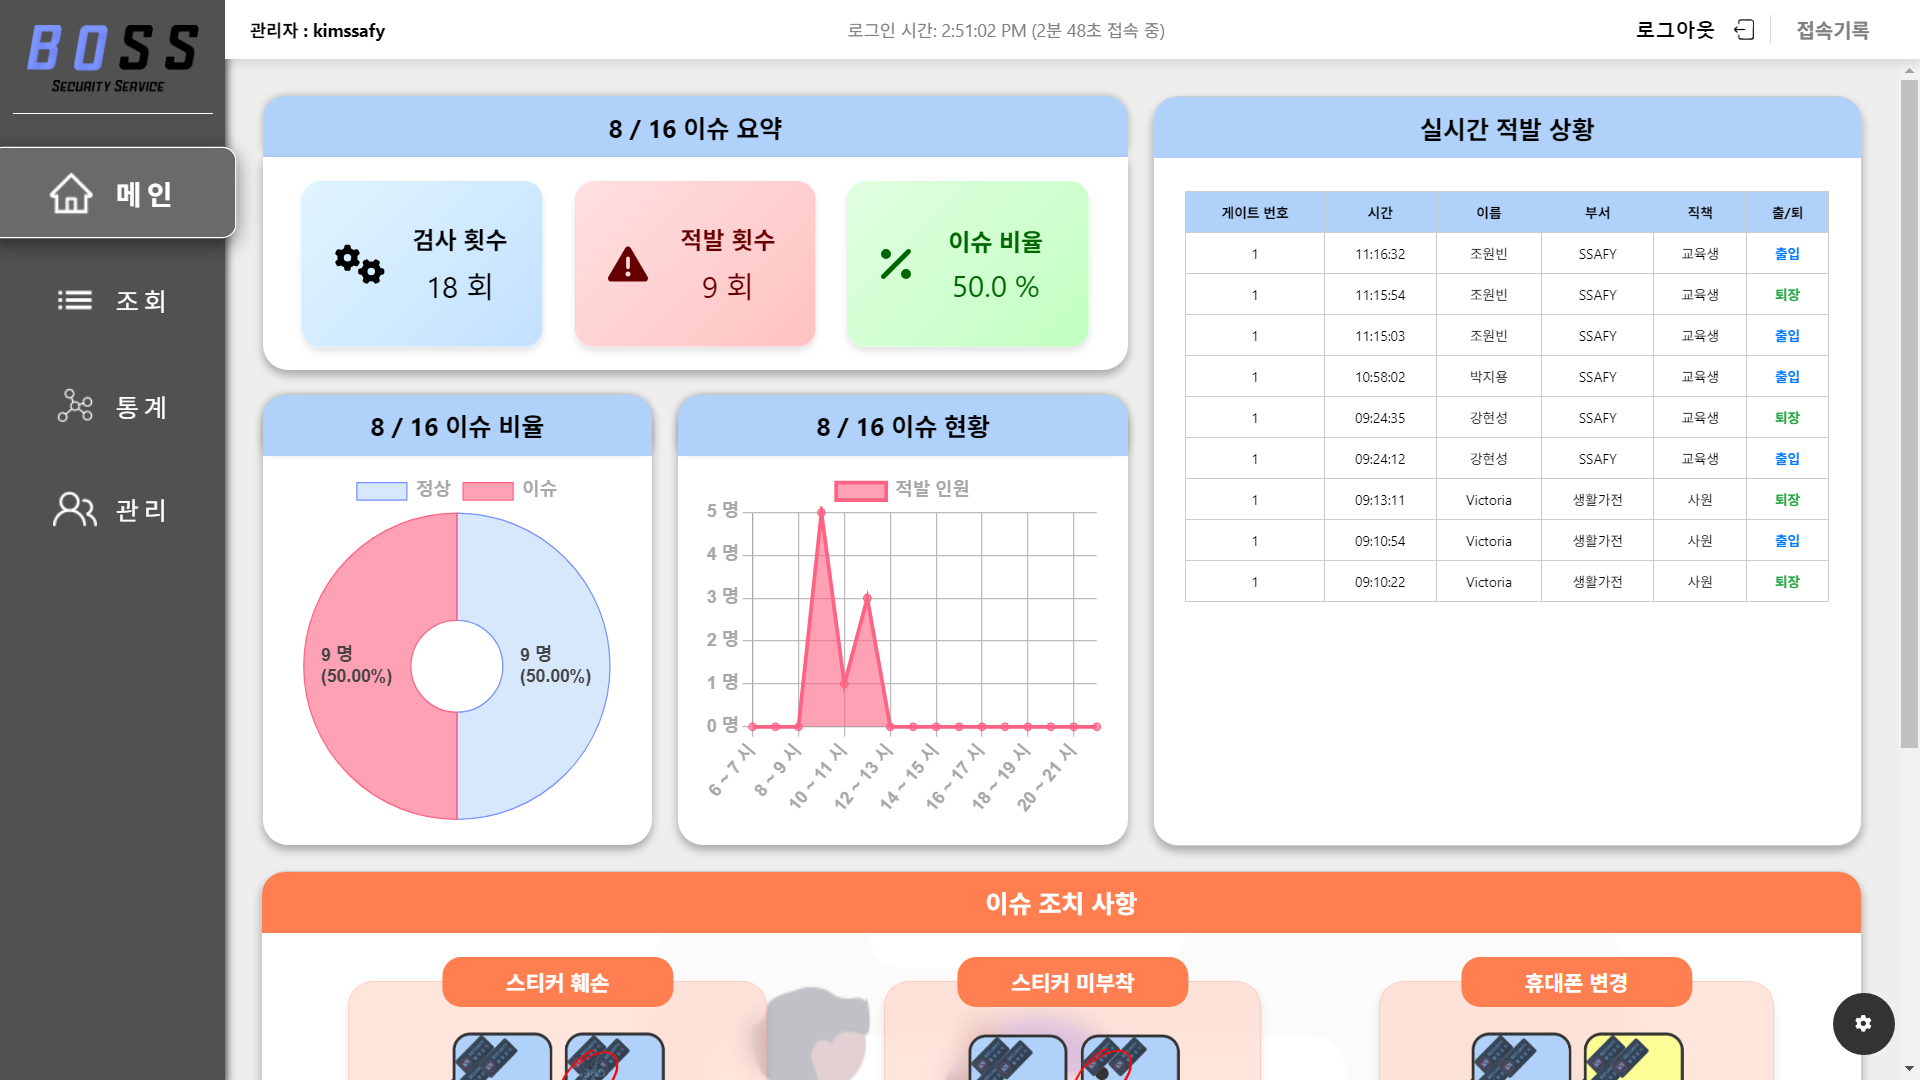 BOSS
SECURITY SERVICE
메인
조회
통계
관리
관리자 : kimssafy
로그인 시간: 2:51:02 PM (2분 48초 접속 중)
로그아웃
접속기록
8 / 16 이슈 요약
검사 횟수
18 회
적발 횟수
9 회
이슈 비율
50.0 %
8 / 16 이슈 비율
정상 이슈
9 명
(50.00%)
9 명
(50.00%)
8 / 16 이슈 현황
적발 인원
5 명
4 명
3 명
2 명
1 명
0 명
6 ~ 7 시
8 ~ 9 시
10 ~ 11 시
12 ~ 13 시
14 ~ 15 시
16 ~ 17 시
18 ~ 19 시
20 ~ 21 시
실시간 적발 상황
게이트 번호 시간 이름 부서 직책 출/퇴
1 11:16:32 조원빈 SSAFY 교육생 출입
1 11:15:54 조원빈 SSAFY 교육생 퇴장
1 11:15:03 조원빈 SSAFY 교육생 출입
1 10:58:02 박지용 SSAFY 교육생 출입
1 09:24:35 강현성 SSAFY 교육생 퇴장
1 09:24:12 강현성 SSAFY 교육생 출입
1 09:13:11 Victoria 생활가전 사원 퇴장
1 09:10:54 Victoria 생활가전 사원 출입
1 09:10:22 Victoria 생활가전 사원 퇴장
이슈 조치 사항
스티커 훼손
스티커 미부착
휴대폰 변경